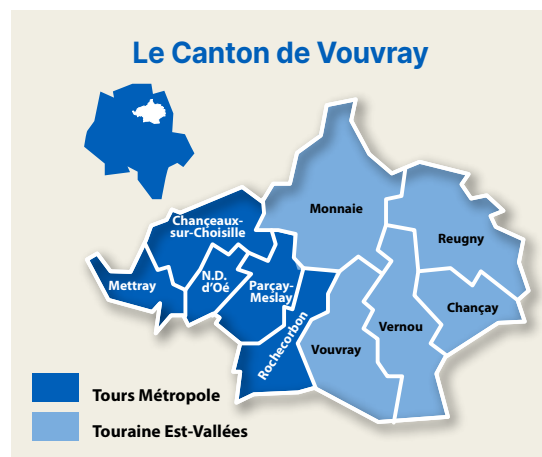 Le Canton de Vouvray
Monnaie
Chançeaux-
sur-Choisille
Reugny
Mettray
N.D.
d'Oé
Parçay-
Meslay
Chançay
Rochecorbon
Vouvray
Vernou
Tours Métropole
Touraine Est-Vallées